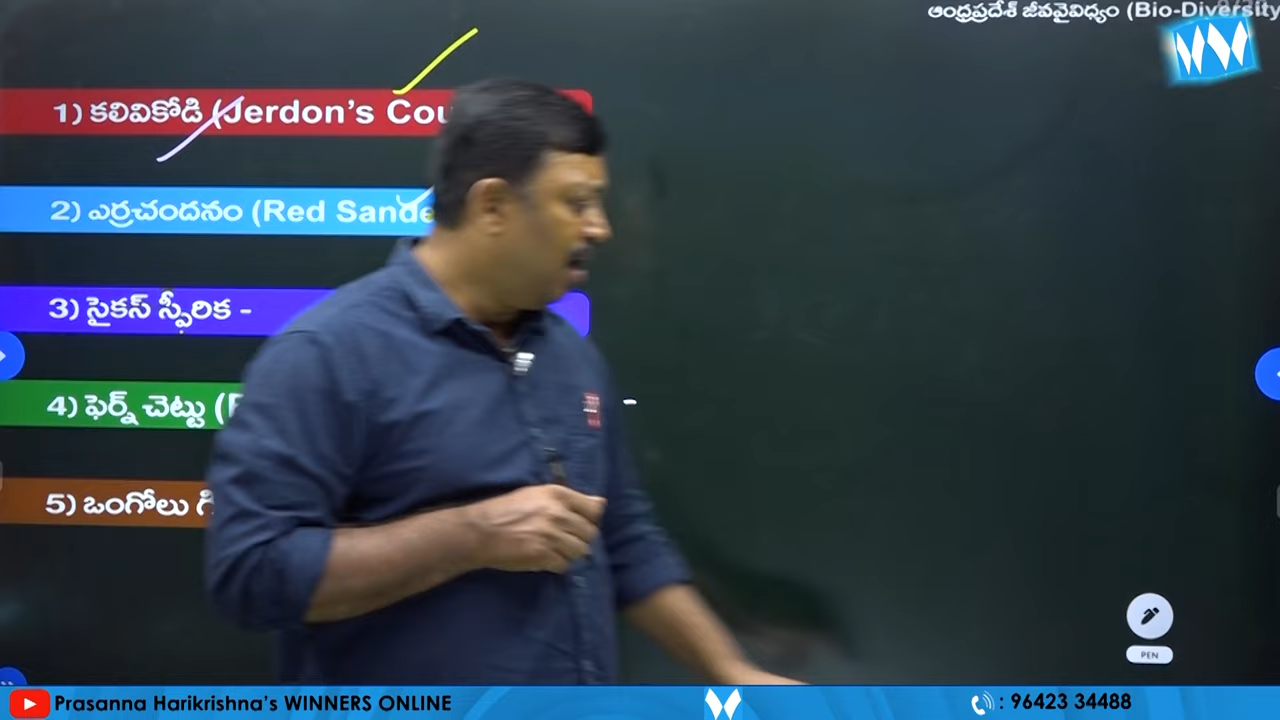 ఆంధ్రప్రదేశ్ జీవవైవిధ్యం (Bio-Diversity
1) కలివికోడి (Jerdon's Cou
2) ఎర్రచందనం (Red Sande
3) సైకస్ స్పీరిక -
4) ఫెర్న్ చెట్టు (
5) ఒంగోలు గి
PEN
Prasanna Harikrishna's WINNERS ONLINE
: 96423 34488